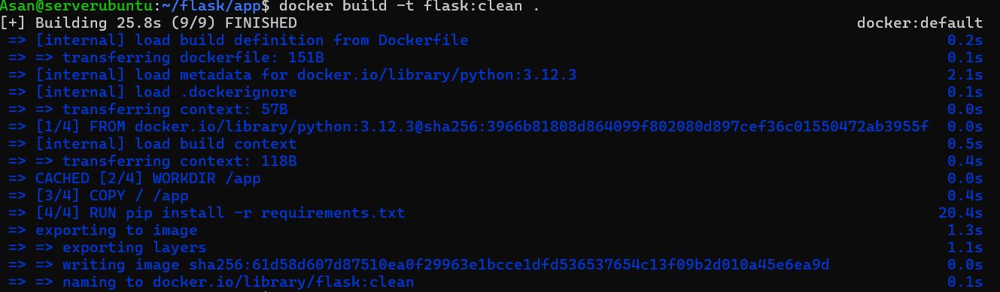 Asan@serverubuntu:~/flask/app$ docker build -t flask:clean .
[+] Building 25.8s (9/9) FINISHED docker:default
=> [internal] load build definition from Dockerfile 0.2s
=> => transferring dockerfile: 151B 0.1s
=> [internal] load metadata for docker.io/library/python:3.12.3 2.1s
=> [internal] load .dockerignore 0.1s
=> => transferring context: 57B 0.0s
=> [1/4] FROM docker.io/library/python:3.12.3@sha256:3966b81808d864099f802080d897cef36c01550472ab3955f 0.0s
=> [internal] load build context 0.5s
=> => transferring context: 118B 0.4s
=> CACHED [2/4] WORKDIR /app 0.0s
=> [3/4] COPY / /app 0.4s
=> [4/4] RUN pip install -r requirements.txt 20.4s
=> exporting to image 1.3s
=> => exporting layers 1.1s
=> => writing image sha256:61d58d607d87510ea0f29963e1bcce1dfd536537654c13f09b2d010a45e6ea9d 0.0s
=> => naming to docker.io/library/flask:clean 0.1s